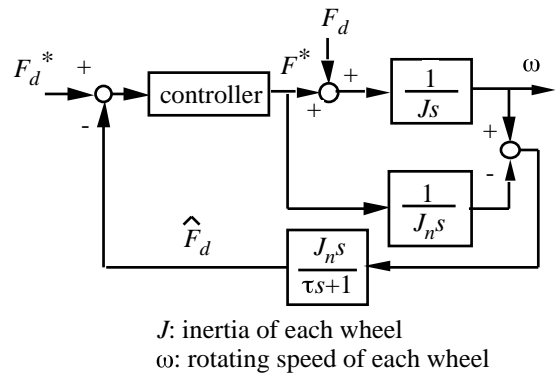 F_d
F_d* + F* + ω
controller
1/Js
+
+
-
-
1/J_n s
F̂_d
J_n s/τs+1
J: inertia of each wheel
ω: rotating speed of each wheel